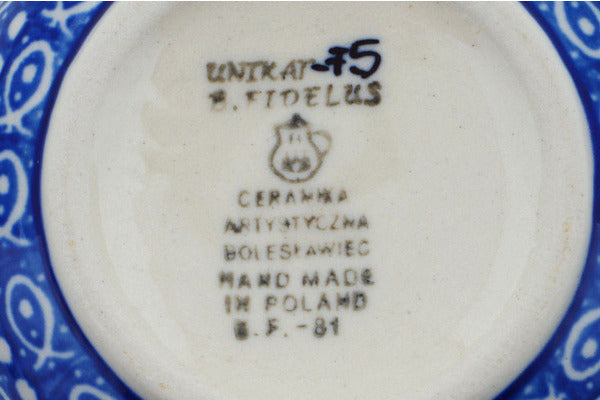 UNIKAT-75
B. FIDELUS
CERAMIKA
ARTYSTYCZNA
BOLESŁAWIEC
HAND MADE
IN POLAND
B.F.-81